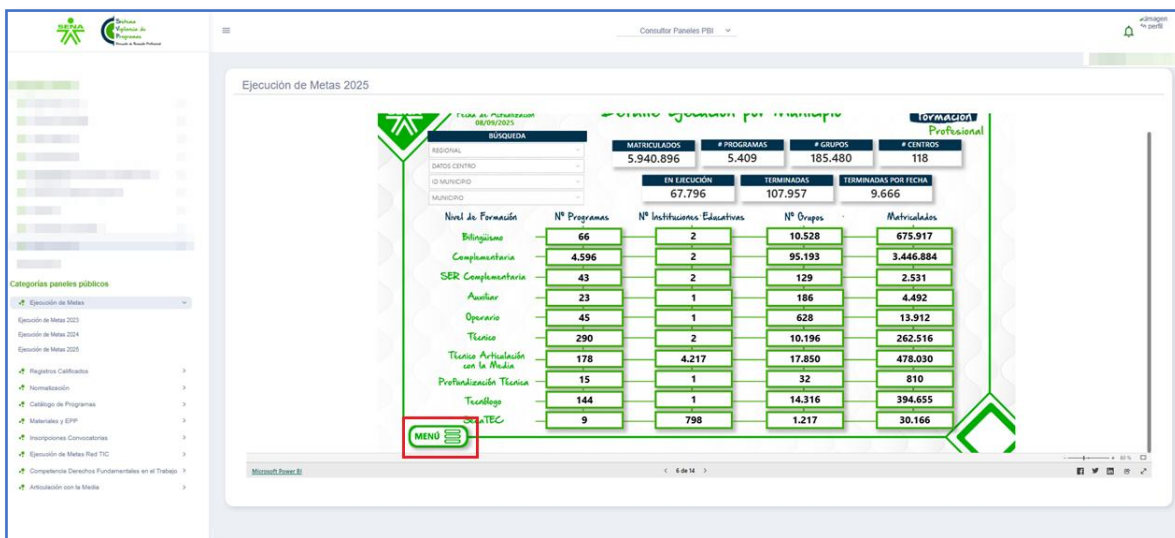 SENA
Sistema
Vigilancia de
Programas
Consultor Paneles PBI
Imagen
perfil
Ejecución de Metas 2025
Fecha de Actualización
08/09/2025
Detalle Ejecución por Municipio
Formación
Profesional
BÚSQUEDA
REGIONAL
DATOS CENTRO
ID MUNICIPIO
MUNICIPIO
MATRICULADOS # PROGRAMAS # GRUPOS # CENTROS
5.940.896 5.409 185.480 118
EN EJECUCIÓN TERMINADAS TERMINADAS POR FECHA
67.796 107.957 9.666
Nivel de Formación Nº Programas Nº Instituciones Educativas Nº Grupos Matriculados
Bilingüismo 66 2 10.528 675.917
Complementaria 4.596 2 95.193 3.446.884
SER Complementaria 43 2 129 2.531
Auxiliar 23 1 186 4.492
Operario 45 1 628 13.912
Técnico 290 2 10.196 262.516
Técnico Articulación
con la Media 178 4.217 17.850 478.030
Profundización Técnica 15 1 32 810
Tecnólogo 144 1 14.316 394.655
SenaTEC 9 798 1.217 30.166
MENÚ
Microsoft Power BI
6 de 14
Categorías paneles públicos
Ejecución de Metas
Ejecución de Metas 2023
Ejecución de Metas 2024
Ejecución de Metas 2025
Registros Calificados
Normalización
Catálogo de Programas
Materiales y EPP
Inscripciones Convocatorias
Ejecución de Metas Red TIC
Competencia Derechos Fundamentales en el Trabajo
Articulación con la Media